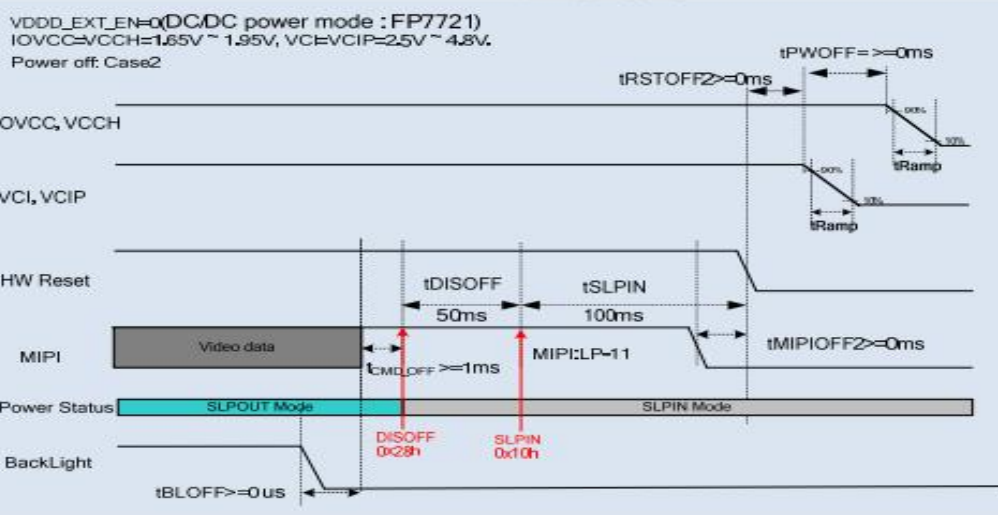 VDDD_EXT_EN=0(DC/DC power mode : FP7721)
IOVCC=VCCH=1.65V ~ 1.95V, VCI=VCIP=2.5V ~ 4.8V.
Power off: Case2
tPWOFF= >=0ms
tRSTOFF2>=0ms
OVCC, VCCH
90%
10%
tRamp
VCI, VCIP
90%
10%
tRamp
HW Reset
tDISOFF
tSLPIN
50ms
100ms
MIPI
Video data
tCMD_OFF >=1ms
MIPI:LP-11
tMIPIOFF2>=0ms
Power Status
SLPOUT Mode
SLPIN Mode
DISOFF
0x28h
SLPIN
0x10h
BackLight
tBLOFF>=0us